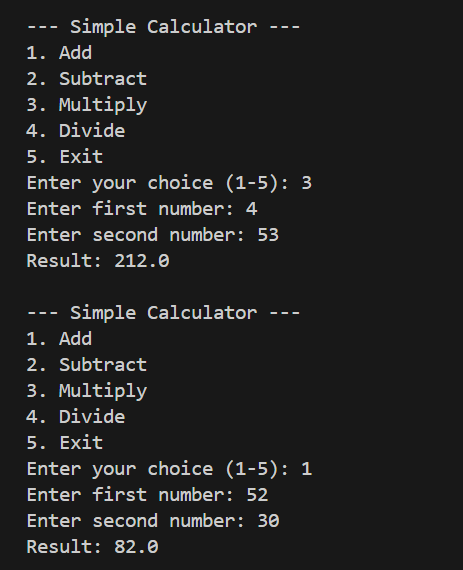 --- Simple Calculator ---
1. Add
2. Subtract
3. Multiply
4. Divide
5. Exit
Enter your choice (1-5): 3
Enter first number: 4
Enter second number: 53
Result: 212.0

--- Simple Calculator ---
1. Add
2. Subtract
3. Multiply
4. Divide
5. Exit
Enter your choice (1-5): 1
Enter first number: 52
Enter second number: 30
Result: 82.0